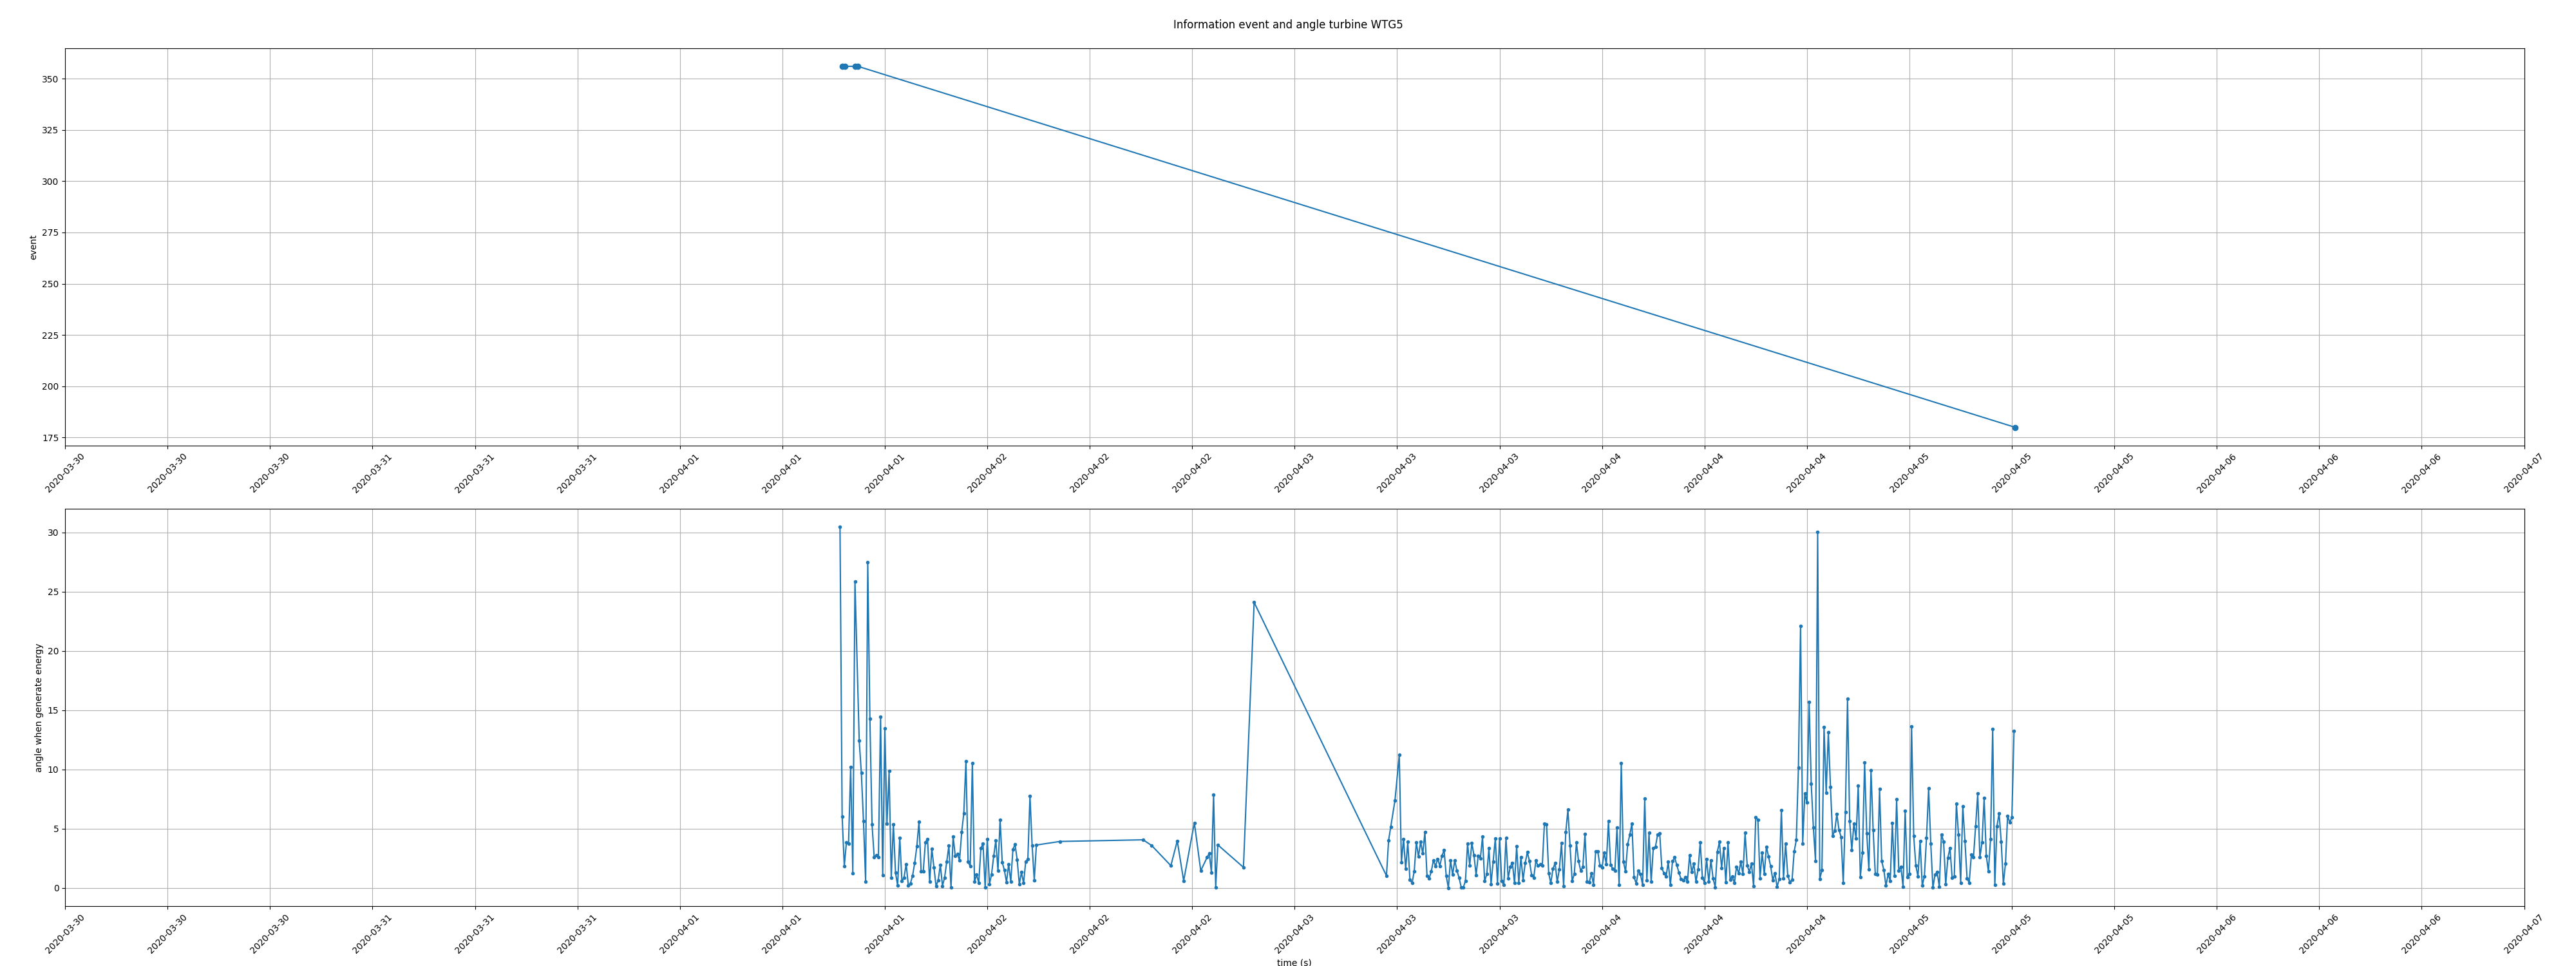 Information event and angle turbine WTG5
350
325
300
275
250
225
200
175
event
2020-03-30 2020-03-30 2020-03-30 2020-03-31 2020-03-31 2020-03-31 2020-04-01 2020-04-01 2020-04-01 2020-04-02 2020-04-02 2020-04-02 2020-04-03 2020-04-03 2020-04-03 2020-04-04 2020-04-04 2020-04-04 2020-04-05 2020-04-05 2020-04-05 2020-04-06 2020-04-06 2020-04-06 2020-04-07
30
25
20
15
10
5
0
angle when generate energy
2020-03-30 2020-03-30 2020-03-30 2020-03-31 2020-03-31 2020-03-31 2020-04-01 2020-04-01 2020-04-01 2020-04-02 2020-04-02 2020-04-02 2020-04-03 2020-04-03 2020-04-03 2020-04-04 2020-04-04 2020-04-04 2020-04-05 2020-04-05 2020-04-05 2020-04-06 2020-04-06 2020-04-06 2020-04-07
time (s)